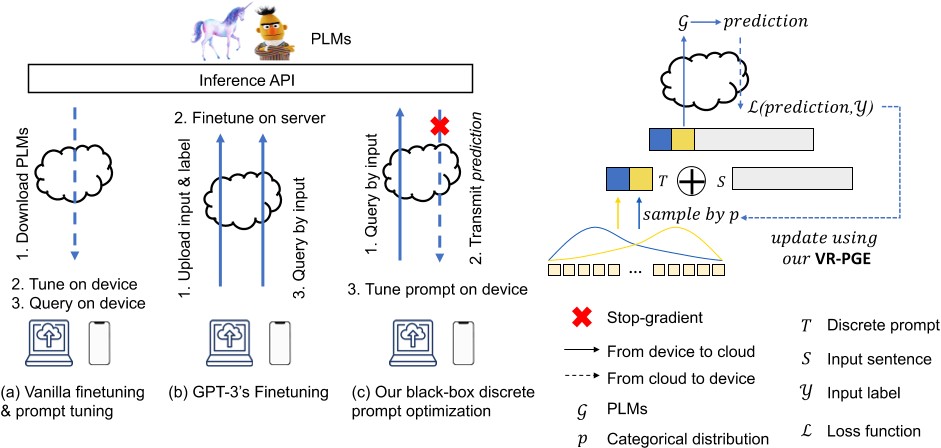 PLMs
Inference API
1. Download PLMs
2. Tune on device
3. Query on device
(a) Vanilla finetuning
& prompt tuning
2. Finetune on server
1. Upload input & label
3. Query by input
(b) GPT-3's Finetuning
1. Query by input
2. Transmit prediction
3. Tune prompt on device
(c) Our black-box discrete
prompt optimization
𝒢 prediction
ℒ(prediction,𝒴)
T S
sample by p
...
update using
our VR-PGE
Stop-gradient
From device to cloud
From cloud to device
𝒢 PLMs
p Categorical distribution
T Discrete prompt
S Input sentence
𝒴 Input label
ℒ Loss function